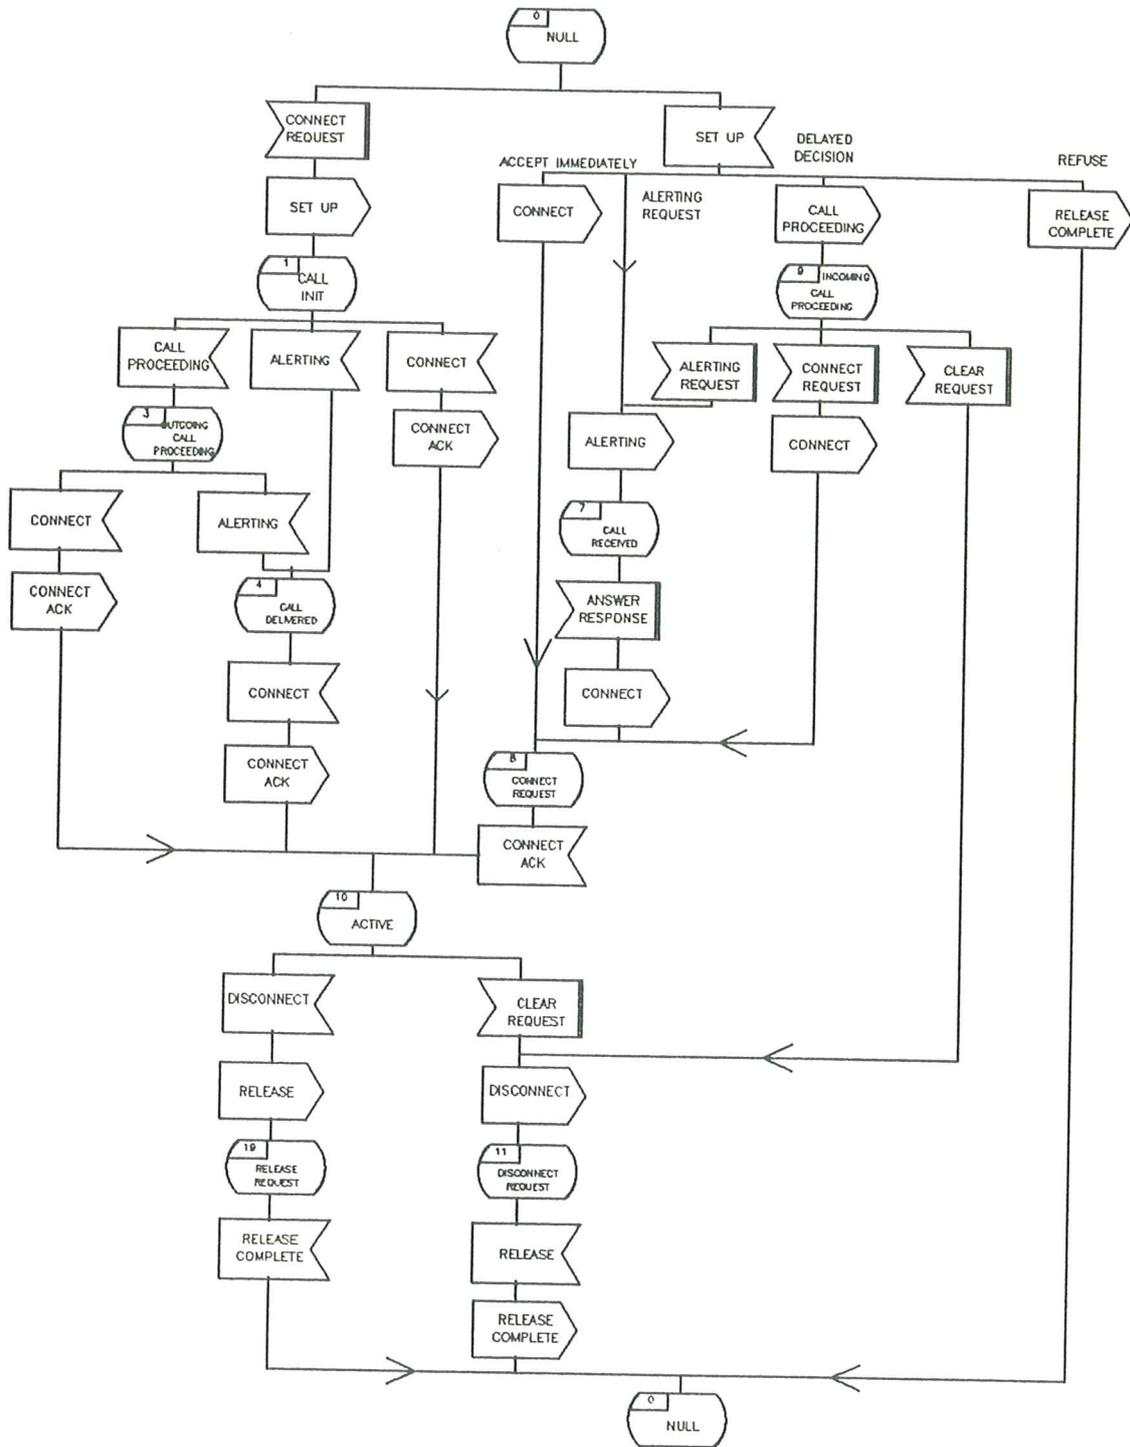 0
NULL
CONNECT
REQUEST
SET UP
DELAYED
DECISION
ACCEPT IMMEDIATELY
REFUSE
SET UP
CONNECT
ALERTING
REQUEST
CALL
PROCEEDING
RELEASE
COMPLETE
1
CALL
INIT
9 INCOMING
CALL
PROCEEDING
CALL
PROCEEDING
ALERTING
CONNECT
ALERTING
REQUEST
CONNECT
REQUEST
CLEAR
REQUEST
3
OUTGOING
CALL
PROCEEDING
CONNECT
ACK
ALERTING
CONNECT
CONNECT
ALERTING
7
CALL
RECEIVED
CONNECT
ACK
4
CALL
DELIVERED
ANSWER
RESPONSE
CONNECT
CONNECT
CONNECT
ACK
8
CONNECT
REQUEST
CONNECT
ACK
10
ACTIVE
DISCONNECT
CLEAR
REQUEST
RELEASE
DISCONNECT
19
RELEASE
REQUEST
11
DISCONNECT
REQUEST
RELEASE
COMPLETE
RELEASE
RELEASE
COMPLETE
0
NULL